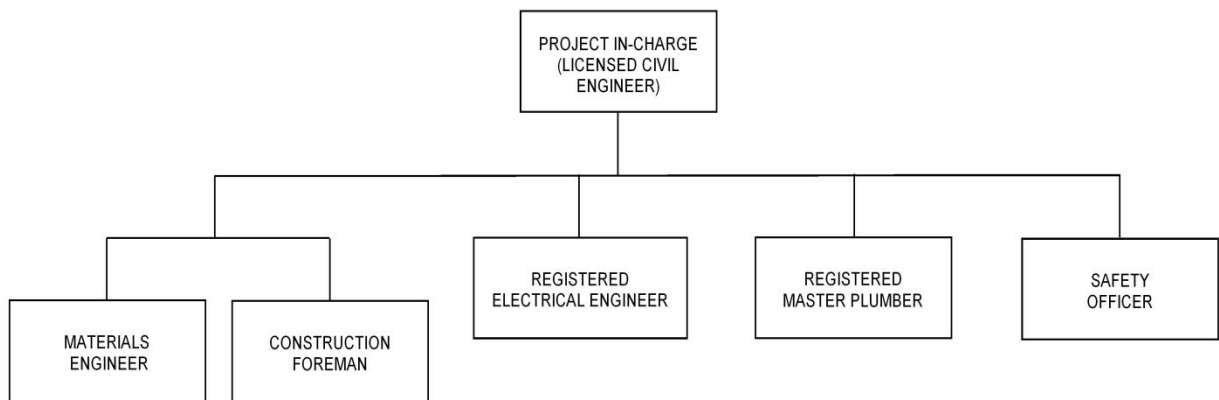 PROJECT IN-CHARGE
(LICENSED CIVIL
ENGINEER)
MATERIALS
ENGINEER
CONSTRUCTION
FOREMAN
REGISTERED
ELECTRICAL ENGINEER
REGISTERED
MASTER PLUMBER
SAFETY
OFFICER